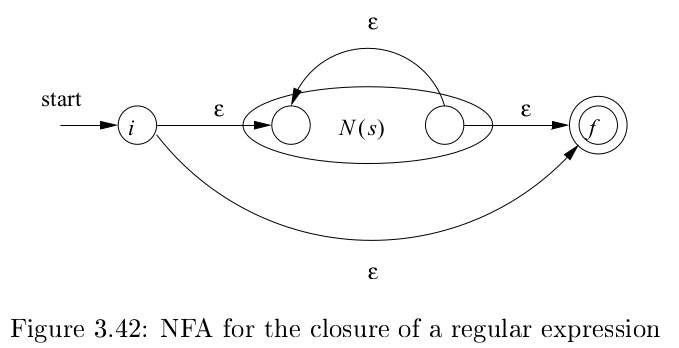 ε
start
ε
ε
i
N(s)
f
ε
Figure 3.42: NFA for the closure of a regular expression